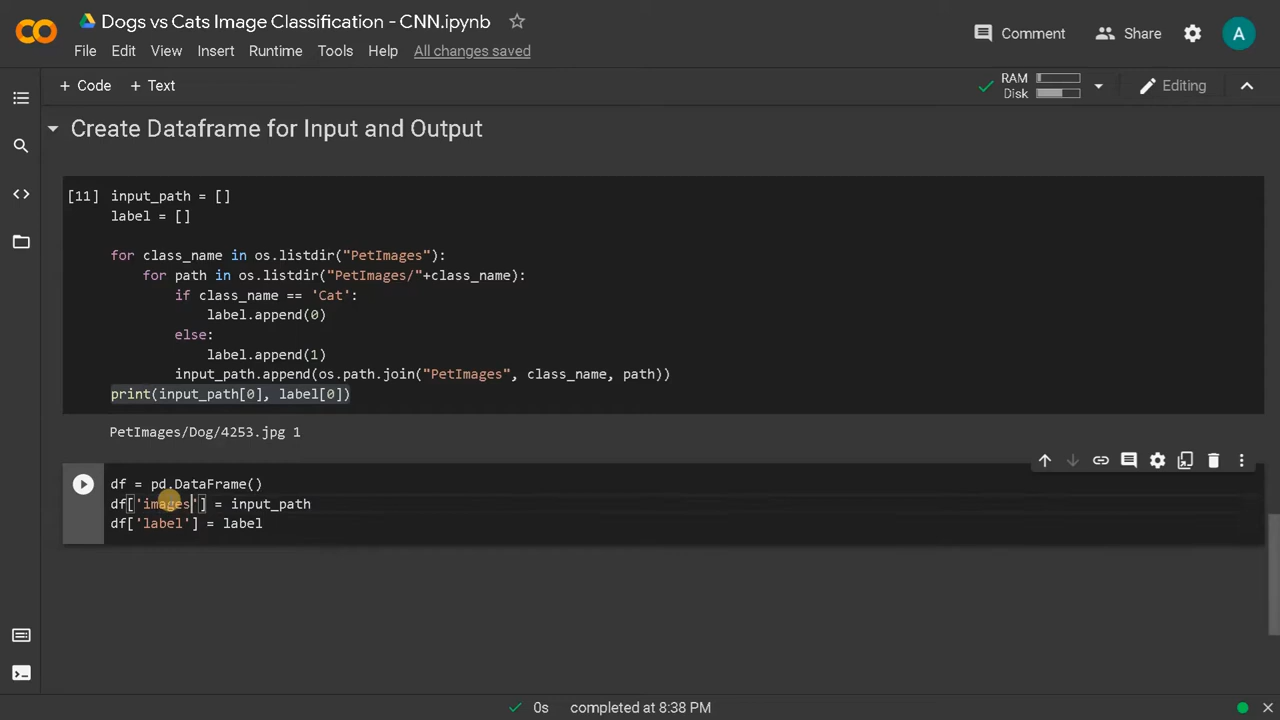 Dogs vs Cats Image Classification - CNN.ipynb
File Edit View Insert Runtime Tools Help All changes saved
Comment Share A
+ Code + Text
RAM
Disk
Editing
Create Dataframe for Input and Output
[11] input_path = []
label = []
for class_name in os.listdir("PetImages"):
for path in os.listdir("PetImages/"+class_name):
if class_name == 'Cat':
label.append(0)
else:
label.append(1)
input_path.append(os.path.join("PetImages", class_name, path))
print(input_path[0], label[0])
PetImages/Dog/4253.jpg 1
df = pd.DataFrame()
df['images'] = input_path
df['label'] = label
0s completed at 8:38 PM